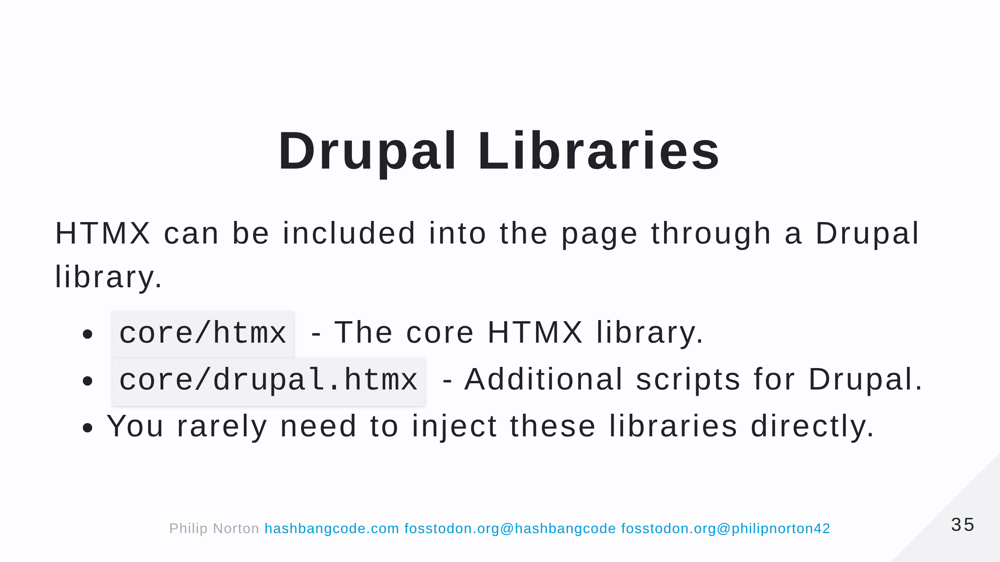 Drupal Libraries
HTMX can be included into the page through a Drupal
library.
• core/htmx - The core HTMX library.
• core/drupal.htmx - Additional scripts for Drupal.
• You rarely need to inject these libraries directly.
Philip Norton hashbangcode.com fosstodon.org@hashbangcode fosstodon.org@philipnorton42
35